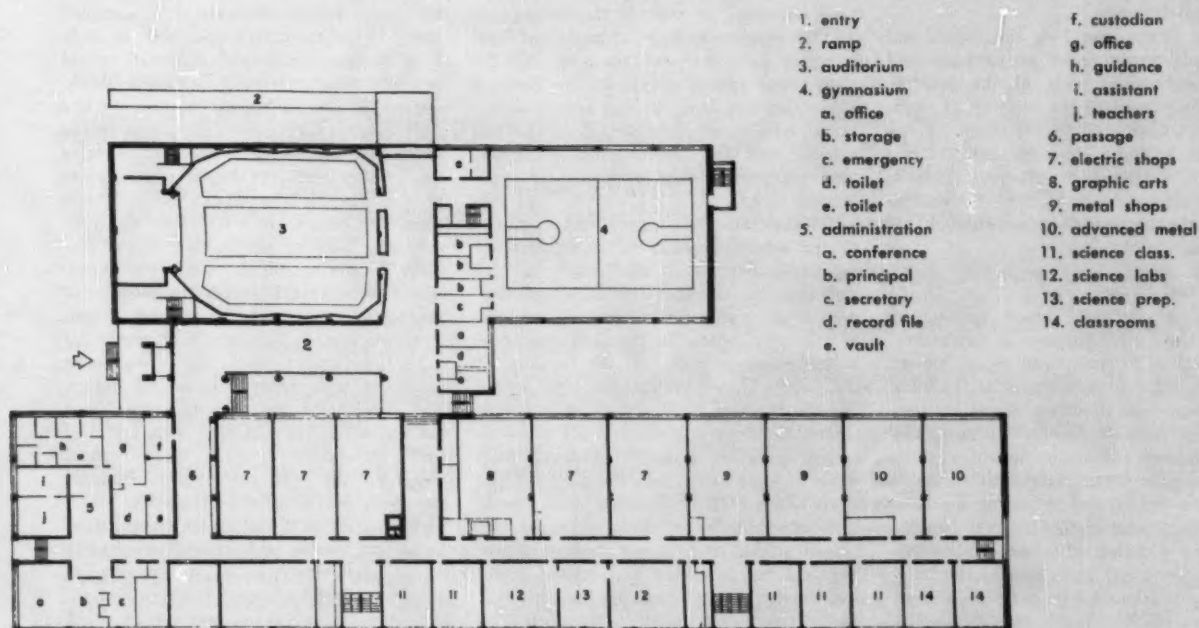 1. entry
2. ramp
3. auditorium
4. gymnasium
a. office
b. storage
c. emergency
d. toilet
e. toilet
5. administration
a. conference
b. principal
c. secretary
d. record file
e. vault
f. custodian
g. office
h. guidance
i. assistant
j. teachers
6. passage
7. electric shops
8. graphic arts
9. metal shops
10. advanced metal
11. science class.
12. science labs
13. science prep.
14. classrooms
2
3
4
b
b
b
c
a
d
e
2
h
g
f
6
7 7 7 7 7 8 9 9 10 10
5
j
a b c 11 11 12 13 12 11 11 14 14